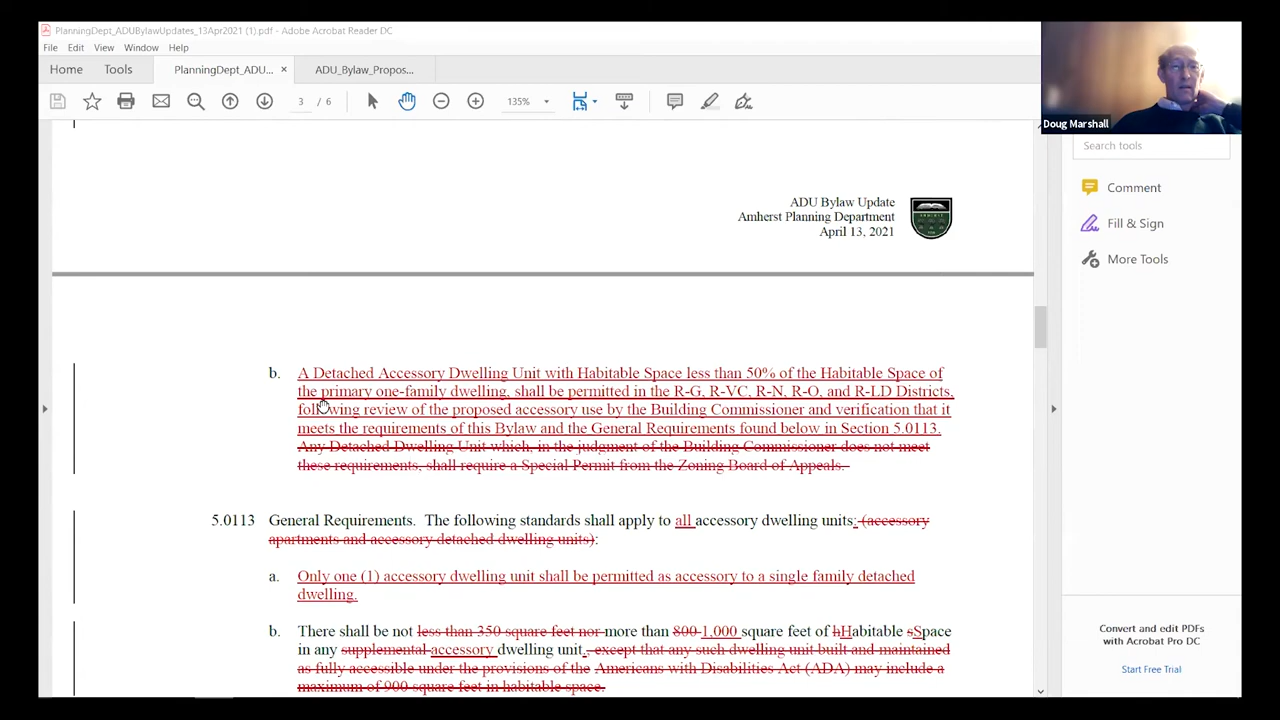 PlanningDept_ADUBylawUpdates_13Apr2021 (1).pdf - Adobe Acrobat Reader DC
File Edit View Window Help
Home Tools PlanningDept_ADU... × ADU_Bylaw_Propos...
3 / 6 135%
Doug Marshall
Search tools
Comment
Fill & Sign
More Tools
ADU Bylaw Update
Amherst Planning Department
April 13, 2021
b. A Detached Accessory Dwelling Unit with Habitable Space less than 50% of the Habitable Space of
the primary one-family dwelling, shall be permitted in the R-G, R-VC, R-N, R-O, and R-LD Districts,
following review of the proposed accessory use by the Building Commissioner and verification that it
meets the requirements of this Bylaw and the General Requirements found below in Section 5.0113.
Any Detached Dwelling Unit which, in the judgment of the Building Commissioner does not meet
these requirements, shall require a Special Permit from the Zoning Board of Appeals.
5.0113 General Requirements. The following standards shall apply to all accessory dwelling units: (accessory
apartments and accessory detached dwelling units):
a. Only one (1) accessory dwelling unit shall be permitted as accessory to a single family detached
dwelling.
b. There shall be not less than 350 square feet nor more than 800 1,000 square feet of hHabitable sSpace
in any supplemental accessory dwelling unit., except that any such dwelling unit built and maintained
as fully accessible under the provisions of the Americans with Disabilities Act (ADA) may include a
maximum of 900 square feet in habitable space.
Convert and edit PDFs
with Acrobat Pro DC
Start Free Trial